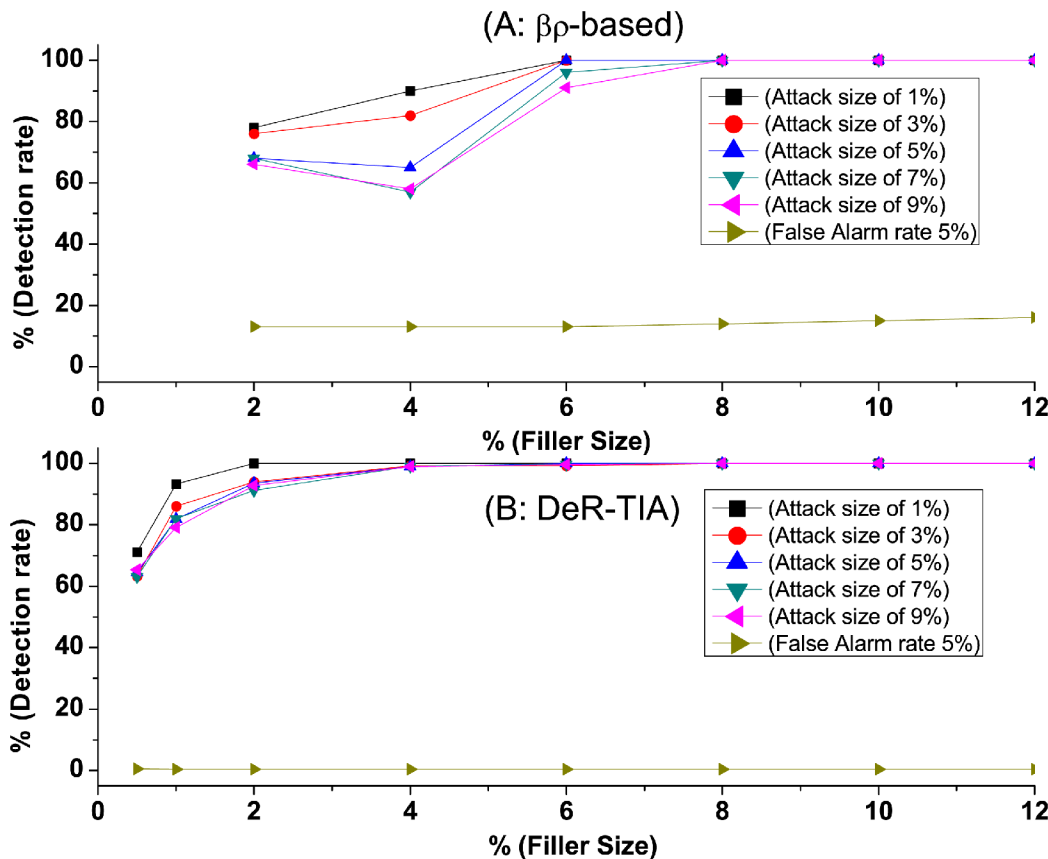 (A: βρ-based)
100
80
60
40
20
0
% (Detection rate)
(Attack size of 1%)
(Attack size of 3%)
(Attack size of 5%)
(Attack size of 7%)
(Attack size of 9%)
(False Alarm rate 5%)
0 2 4 6 8 10 12
% (Filler Size)
(B: DeR-TIA)
100
80
60
40
20
0
% (Detection rate)
(Attack size of 1%)
(Attack size of 3%)
(Attack size of 5%)
(Attack size of 7%)
(Attack size of 9%)
(False Alarm rate 5%)
0 2 4 6 8 10 12
% (Filler Size)